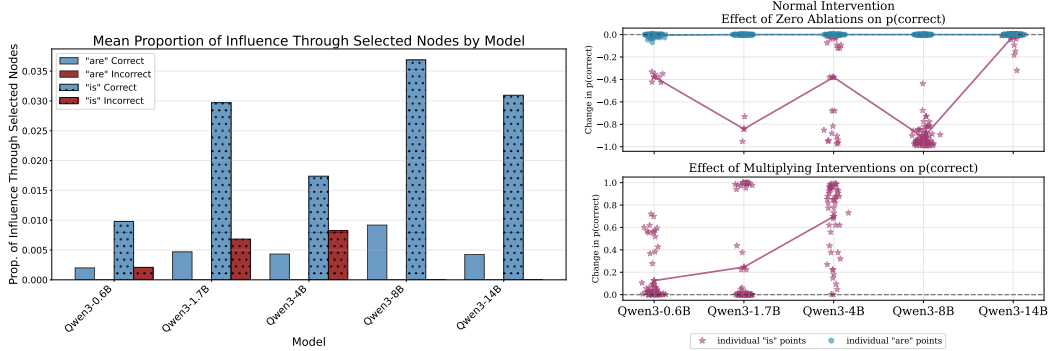 Mean Proportion of Influence Through Selected Nodes by Model
Prop. of Influence Through Selected Nodes
0.035
0.030
0.025
0.020
0.015
0.010
0.005
0.000
"are" Correct
"are" Incorrect
"is" Correct
"is" Incorrect
Qwen3-0.6B
Qwen3-1.7B
Qwen3-4B
Qwen3-8B
Qwen3-14B
Model
Normal Intervention
Effect of Zero Ablations on p(correct)
Change in p(correct)
0.0
−0.2
−0.4
−0.6
−0.8
−1.0
Effect of Multiplying Interventions on p(correct)
Change in p(correct)
1.0
0.8
0.6
0.4
0.2
0.0
Qwen3-0.6B
Qwen3-1.7B
Qwen3-4B
Qwen3-8B
Qwen3-14B
individual "is" points
individual "are" points